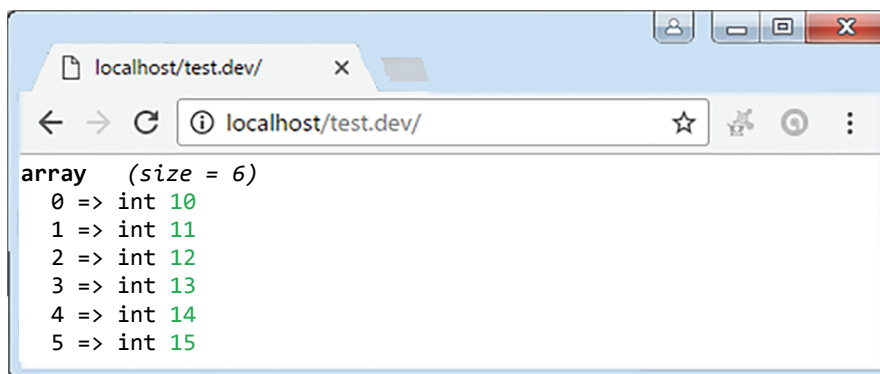 localhost/test.dev/
localhost/test.dev/
array (size = 6)
0 => int 10
1 => int 11
2 => int 12
3 => int 13
4 => int 14
5 => int 15